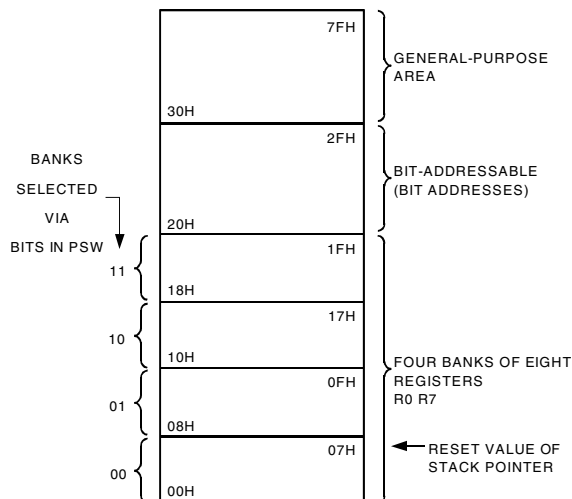 7FH
GENERAL-PURPOSE
AREA
30H
2FH
BANKS
SELECTED
VIA
BITS IN PSW
BIT-ADDRESSABLE
(BIT ADDRESSES)
20H
1FH
11
18H
17H
10
10H
FOUR BANKS OF EIGHT
REGISTERS
R0 R7
0FH
01
08H
07H
RESET VALUE OF
STACK POINTER
00
00H